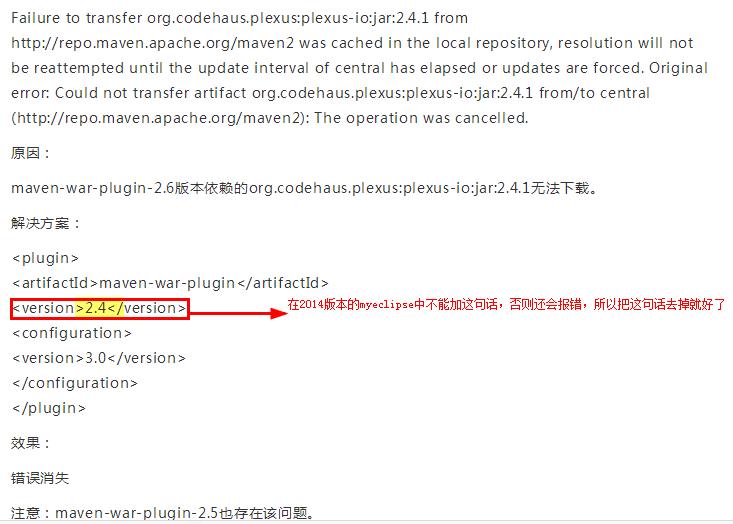 Failure to transfer org.codehaus.plexus:plexus-io:jar:2.4.1 from
http://repo.maven.apache.org/maven2 was cached in the local repository, resolution will not
be reattempted until the update interval of central has elapsed or updates are forced. Original
error: Could not transfer artifact org.codehaus.plexus:plexus-io:jar:2.4.1 from/to central
(http://repo.maven.apache.org/maven2): The operation was cancelled.
原因：
maven-war-plugin-2.6版本依赖的org.codehaus.plexus:plexus-io:jar:2.4.1无法下载。
解决方案：
<plugin>
<artifactId>maven-war-plugin</artifactId>
<version>2.4</version>
在2014版本的myeclipse中不能加这句话，否则还会报错，所以把这句话去掉就好了
<configuration>
<version>3.0</version>
</configuration>
</plugin>
效果：
错误消失
注意：maven-war-plugin-2.5也存在该问题。